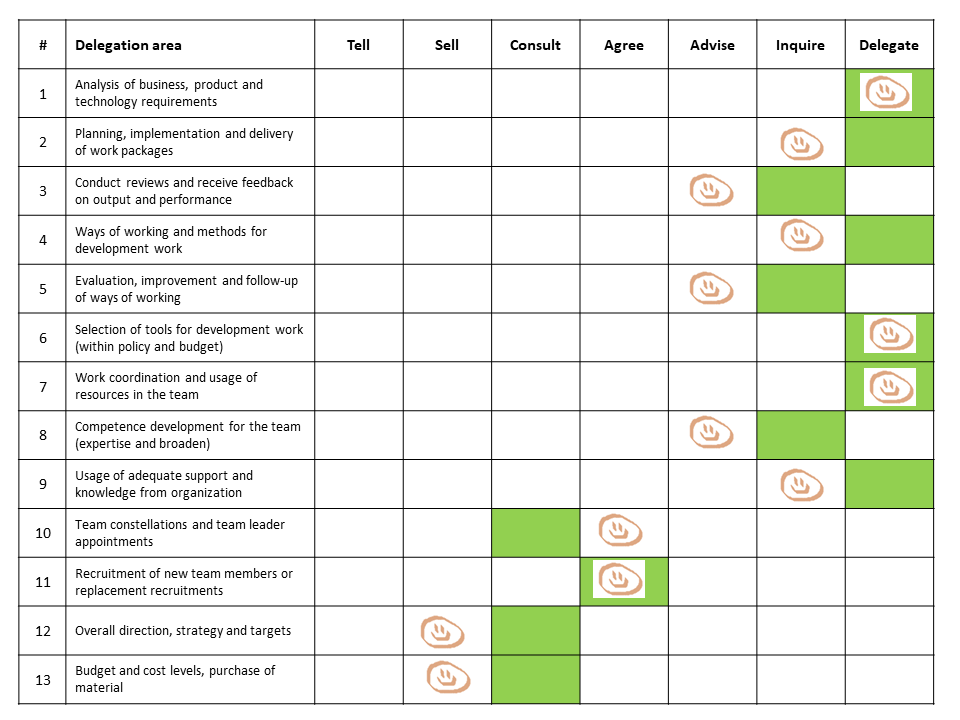 # Delegation area Tell Sell Consult Agree Advise Inquire Delegate
1 Analysis of business, product and
technology requirements
2 Planning, implementation and delivery
of work packages
3 Conduct reviews and receive feedback
on output and performance
4 Ways of working and methods for
development work
5 Evaluation, improvement and follow-up
of ways of working
6 Selection of tools for development work
(within policy and budget)
7 Work coordination and usage of
resources in the team
8 Competence development for the team
(expertise and broaden)
9 Usage of adequate support and
knowledge from organization
10 Team constellations and team leader
appointments
11 Recruitment of new team members or
replacement recruitments
12 Overall direction, strategy and targets
13 Budget and cost levels, purchase of
material